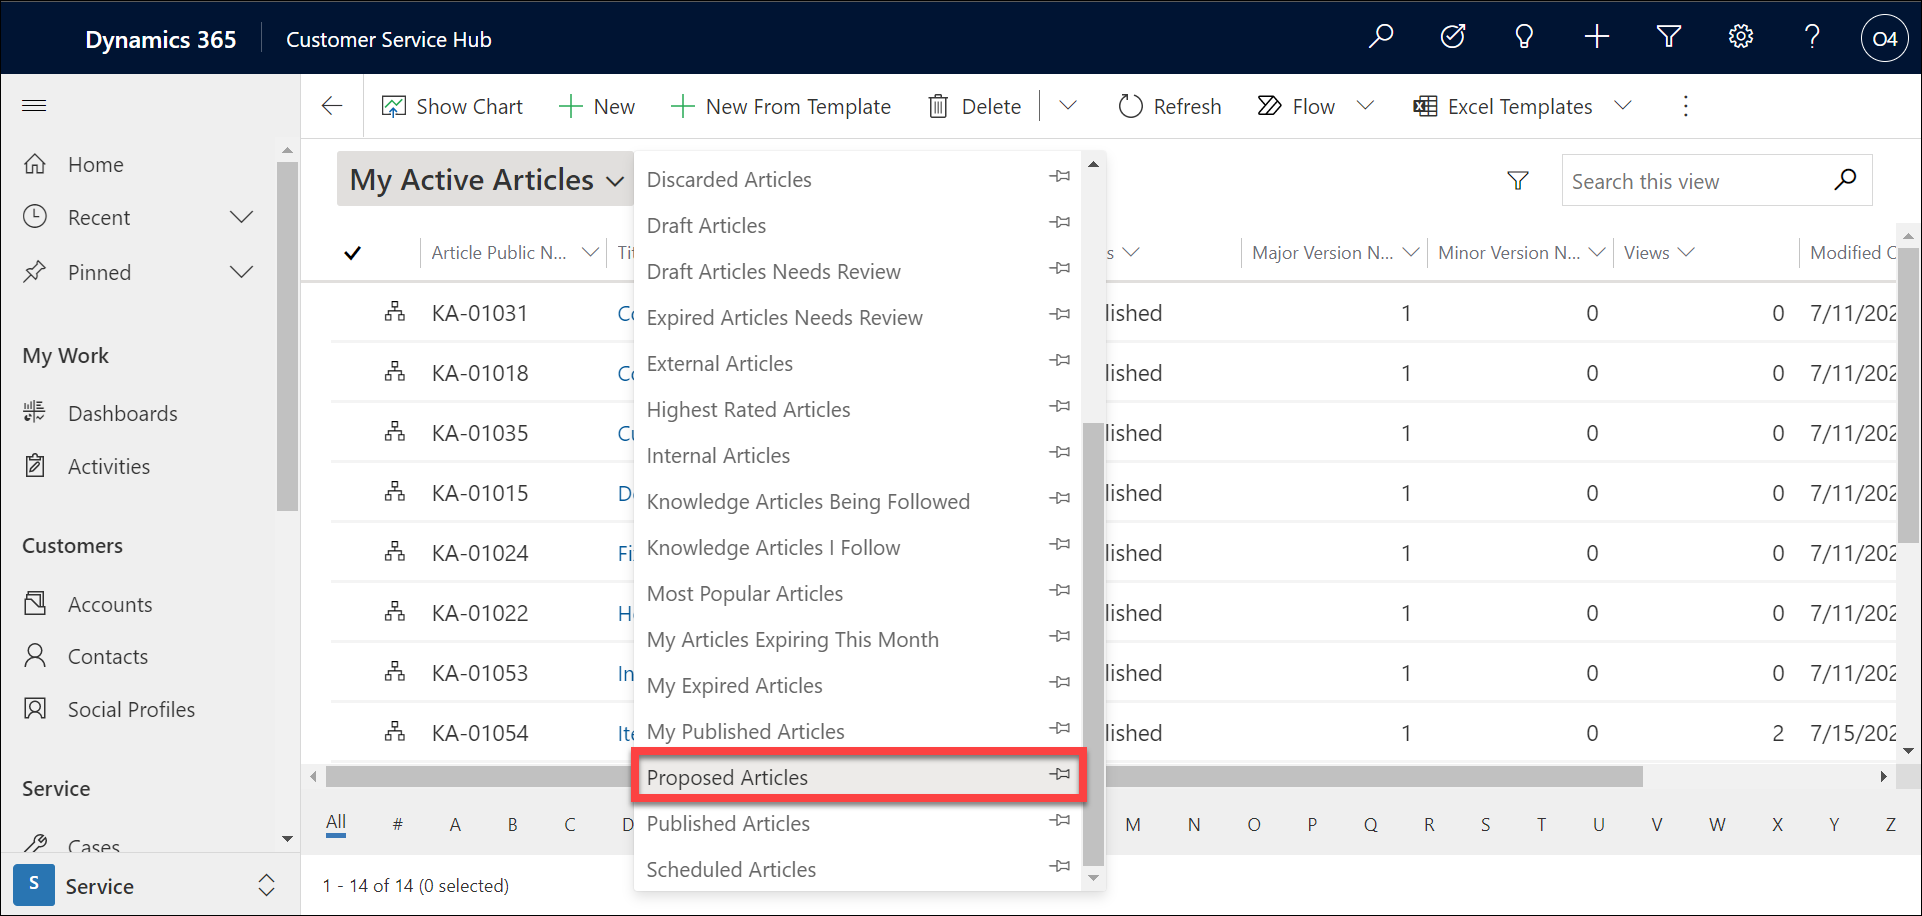 Dynamics 365
Customer Service Hub
O4
Show Chart
New
New From Template
Delete
Refresh
Flow
Excel Templates
Home
Recent
Pinned
My Work
Dashboards
Activities
Customers
Accounts
Contacts
Social Profiles
Service
Cases
S
Service
My Active Articles
Search this view
Discarded Articles
Draft Articles
Draft Articles Needs Review
Expired Articles Needs Review
External Articles
Highest Rated Articles
Internal Articles
Knowledge Articles Being Followed
Knowledge Articles I Follow
Most Popular Articles
My Articles Expiring This Month
My Expired Articles
My Published Articles
Proposed Articles
Published Articles
Scheduled Articles
Article Public N... Tit s Major Version N... Minor Version N... Views Modified
KA-01031 Co lished 1 0 0 7/11/202
KA-01018 Co lished 1 0 0 7/11/202
KA-01035 Cu lished 1 0 0 7/11/202
KA-01015 De lished 1 0 0 7/11/202
KA-01024 Fi lished 1 0 0 7/11/202
KA-01022 Ho lished 1 0 0 7/11/202
KA-01053 In lished 1 0 0 7/11/202
KA-01054 Ite lished 1 0 2 7/15/202
All # A B C D M N O P Q R S T U V W X Y Z
1 - 14 of 14 (0 selected)